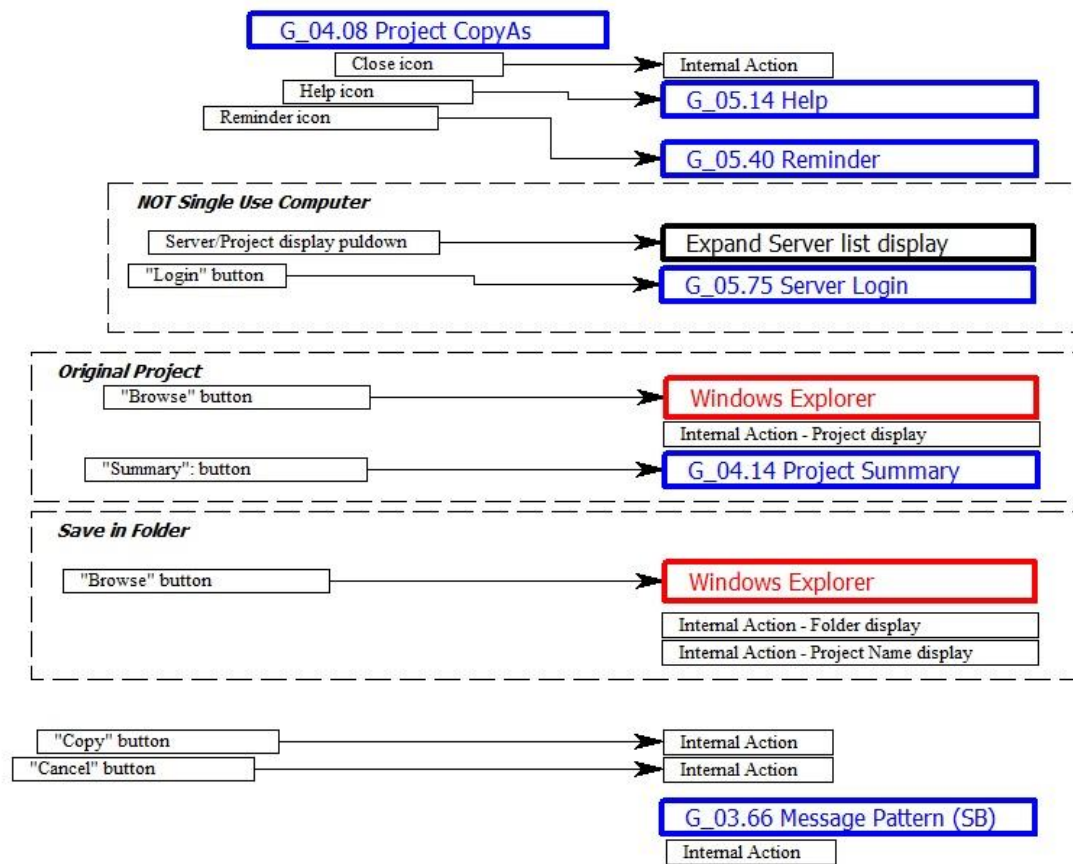 G_04.08 Project CopyAs
Close icon
Internal Action
Help icon
G_05.14 Help
Reminder icon
G_05.40 Reminder
NOT Single Use Computer
Server/Project display puldown
Expand Server list display
"Login" button
G_05.75 Server Login
Original Project
"Browse" button
Windows Explorer
Internal Action - Project display
"Summary": button
G_04.14 Project Summary
Save in Folder
"Browse" button
Windows Explorer
Internal Action - Folder display
Internal Action - Project Name display
"Copy" button
Internal Action
"Cancel" button
Internal Action
G_03.66 Message Pattern (SB)
Internal Action